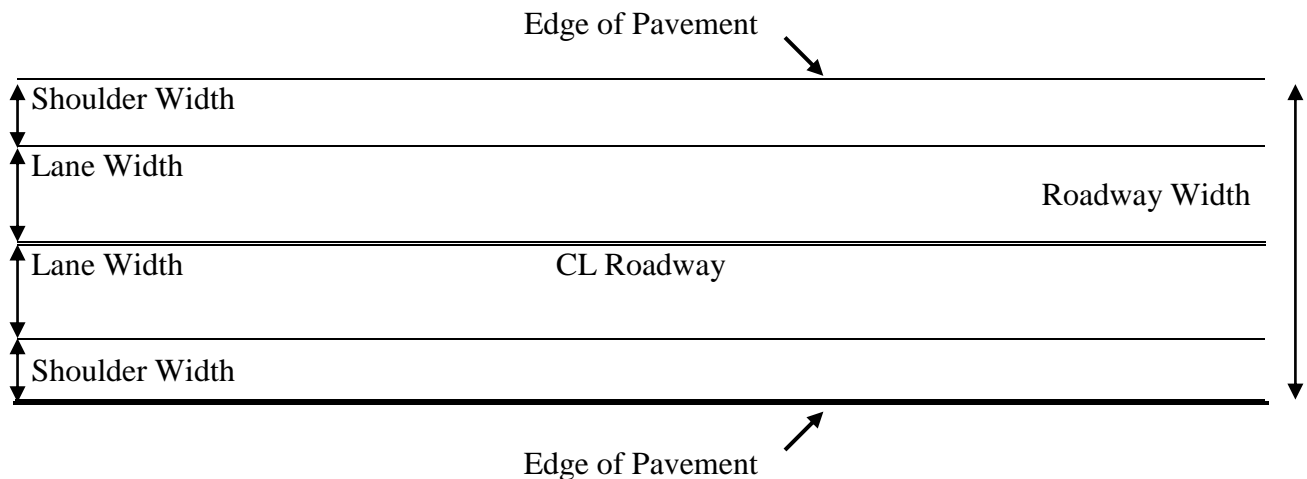 Edge of Pavement
Shoulder Width
Lane Width
Roadway Width
Lane Width
CL Roadway
Shoulder Width
Edge of Pavement